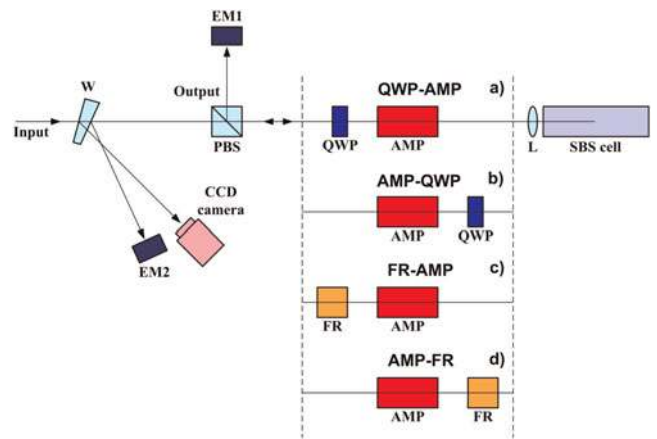 EM1
W
QWP-AMP
a)
Output
Input
PBS
QWP
AMP
L
SBS cell
AMP-QWP
b)
CCD
camera
AMP
QWP
EM2
FR-AMP
c)
FR
AMP
AMP-FR
d)
AMP
FR